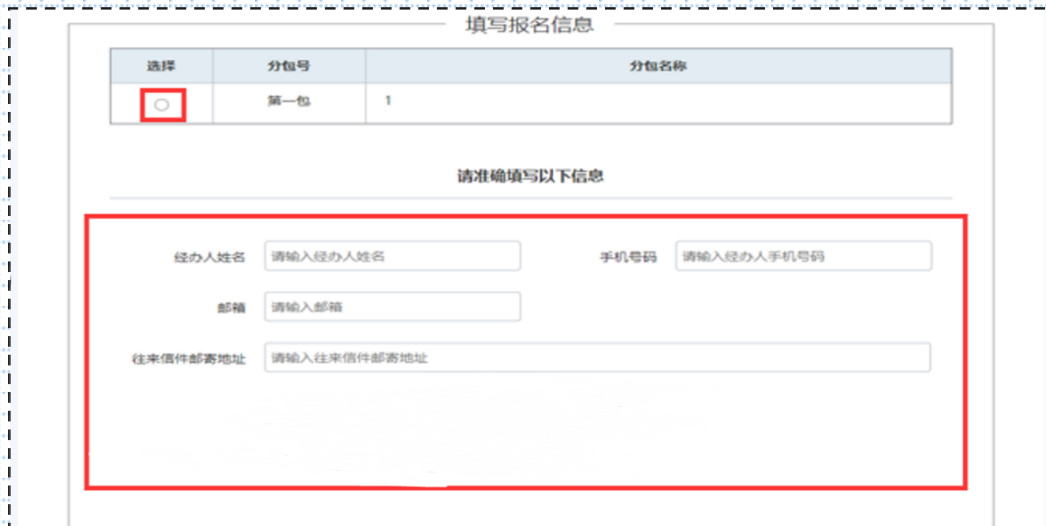 填写报名信息
选择 分包号 分包名称
第一包 1
请准确填写以下信息
经办人姓名 请输入经办人姓名 手机号码 请输入经办人手机号码
邮箱 请输入邮箱
往来信件邮寄地址 请输入往来信件邮寄地址